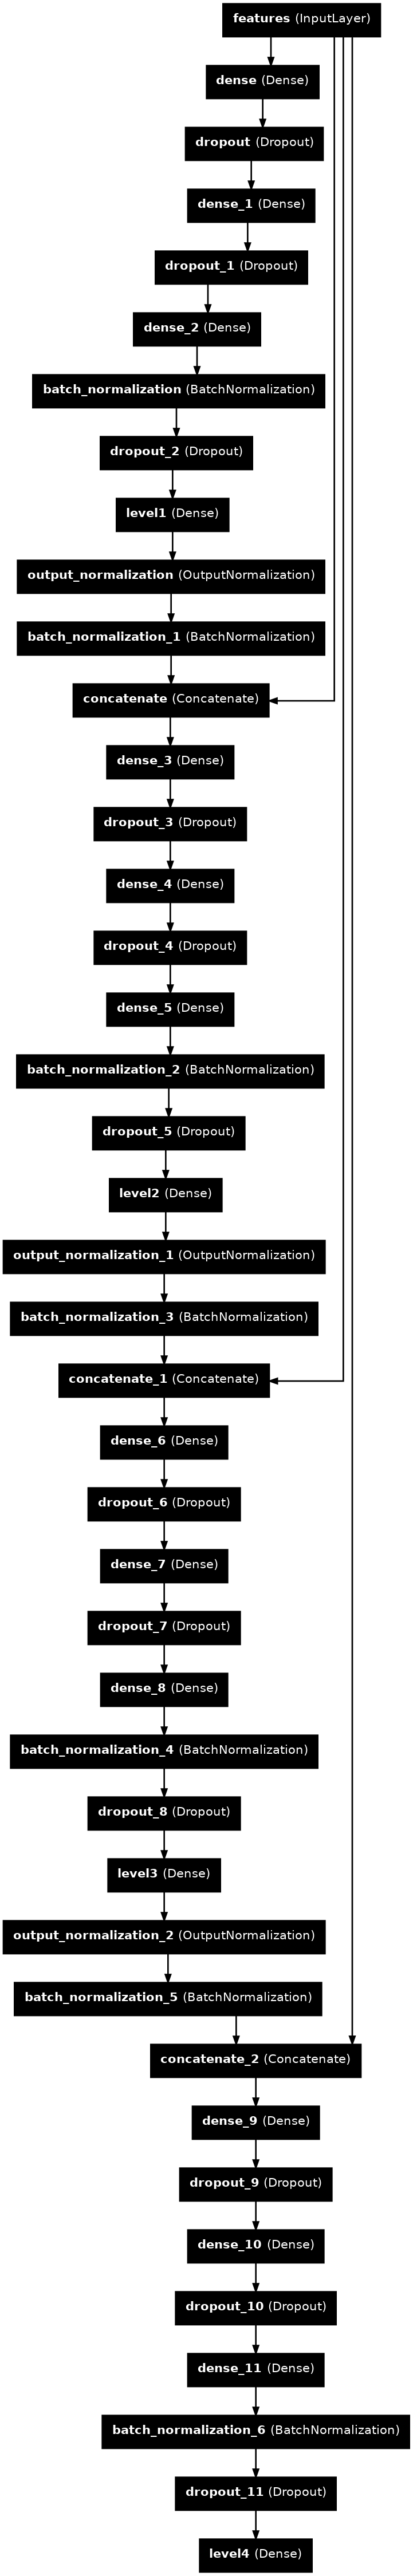 features (InputLayer)
dense (Dense)
dropout (Dropout)
dense_1 (Dense)
dropout_1 (Dropout)
dense_2 (Dense)
batch_normalization (BatchNormalization)
dropout_2 (Dropout)
level1 (Dense)
output_normalization (OutputNormalization)
batch_normalization_1 (BatchNormalization)
concatenate (Concatenate)
dense_3 (Dense)
dropout_3 (Dropout)
dense_4 (Dense)
dropout_4 (Dropout)
dense_5 (Dense)
batch_normalization_2 (BatchNormalization)
dropout_5 (Dropout)
level2 (Dense)
output_normalization_1 (OutputNormalization)
batch_normalization_3 (BatchNormalization)
concatenate_1 (Concatenate)
dense_6 (Dense)
dropout_6 (Dropout)
dense_7 (Dense)
dropout_7 (Dropout)
dense_8 (Dense)
batch_normalization_4 (BatchNormalization)
dropout_8 (Dropout)
level3 (Dense)
output_normalization_2 (OutputNormalization)
batch_normalization_5 (BatchNormalization)
concatenate_2 (Concatenate)
dense_9 (Dense)
dropout_9 (Dropout)
dense_10 (Dense)
dropout_10 (Dropout)
dense_11 (Dense)
batch_normalization_6 (BatchNormalization)
dropout_11 (Dropout)
level4 (Dense)